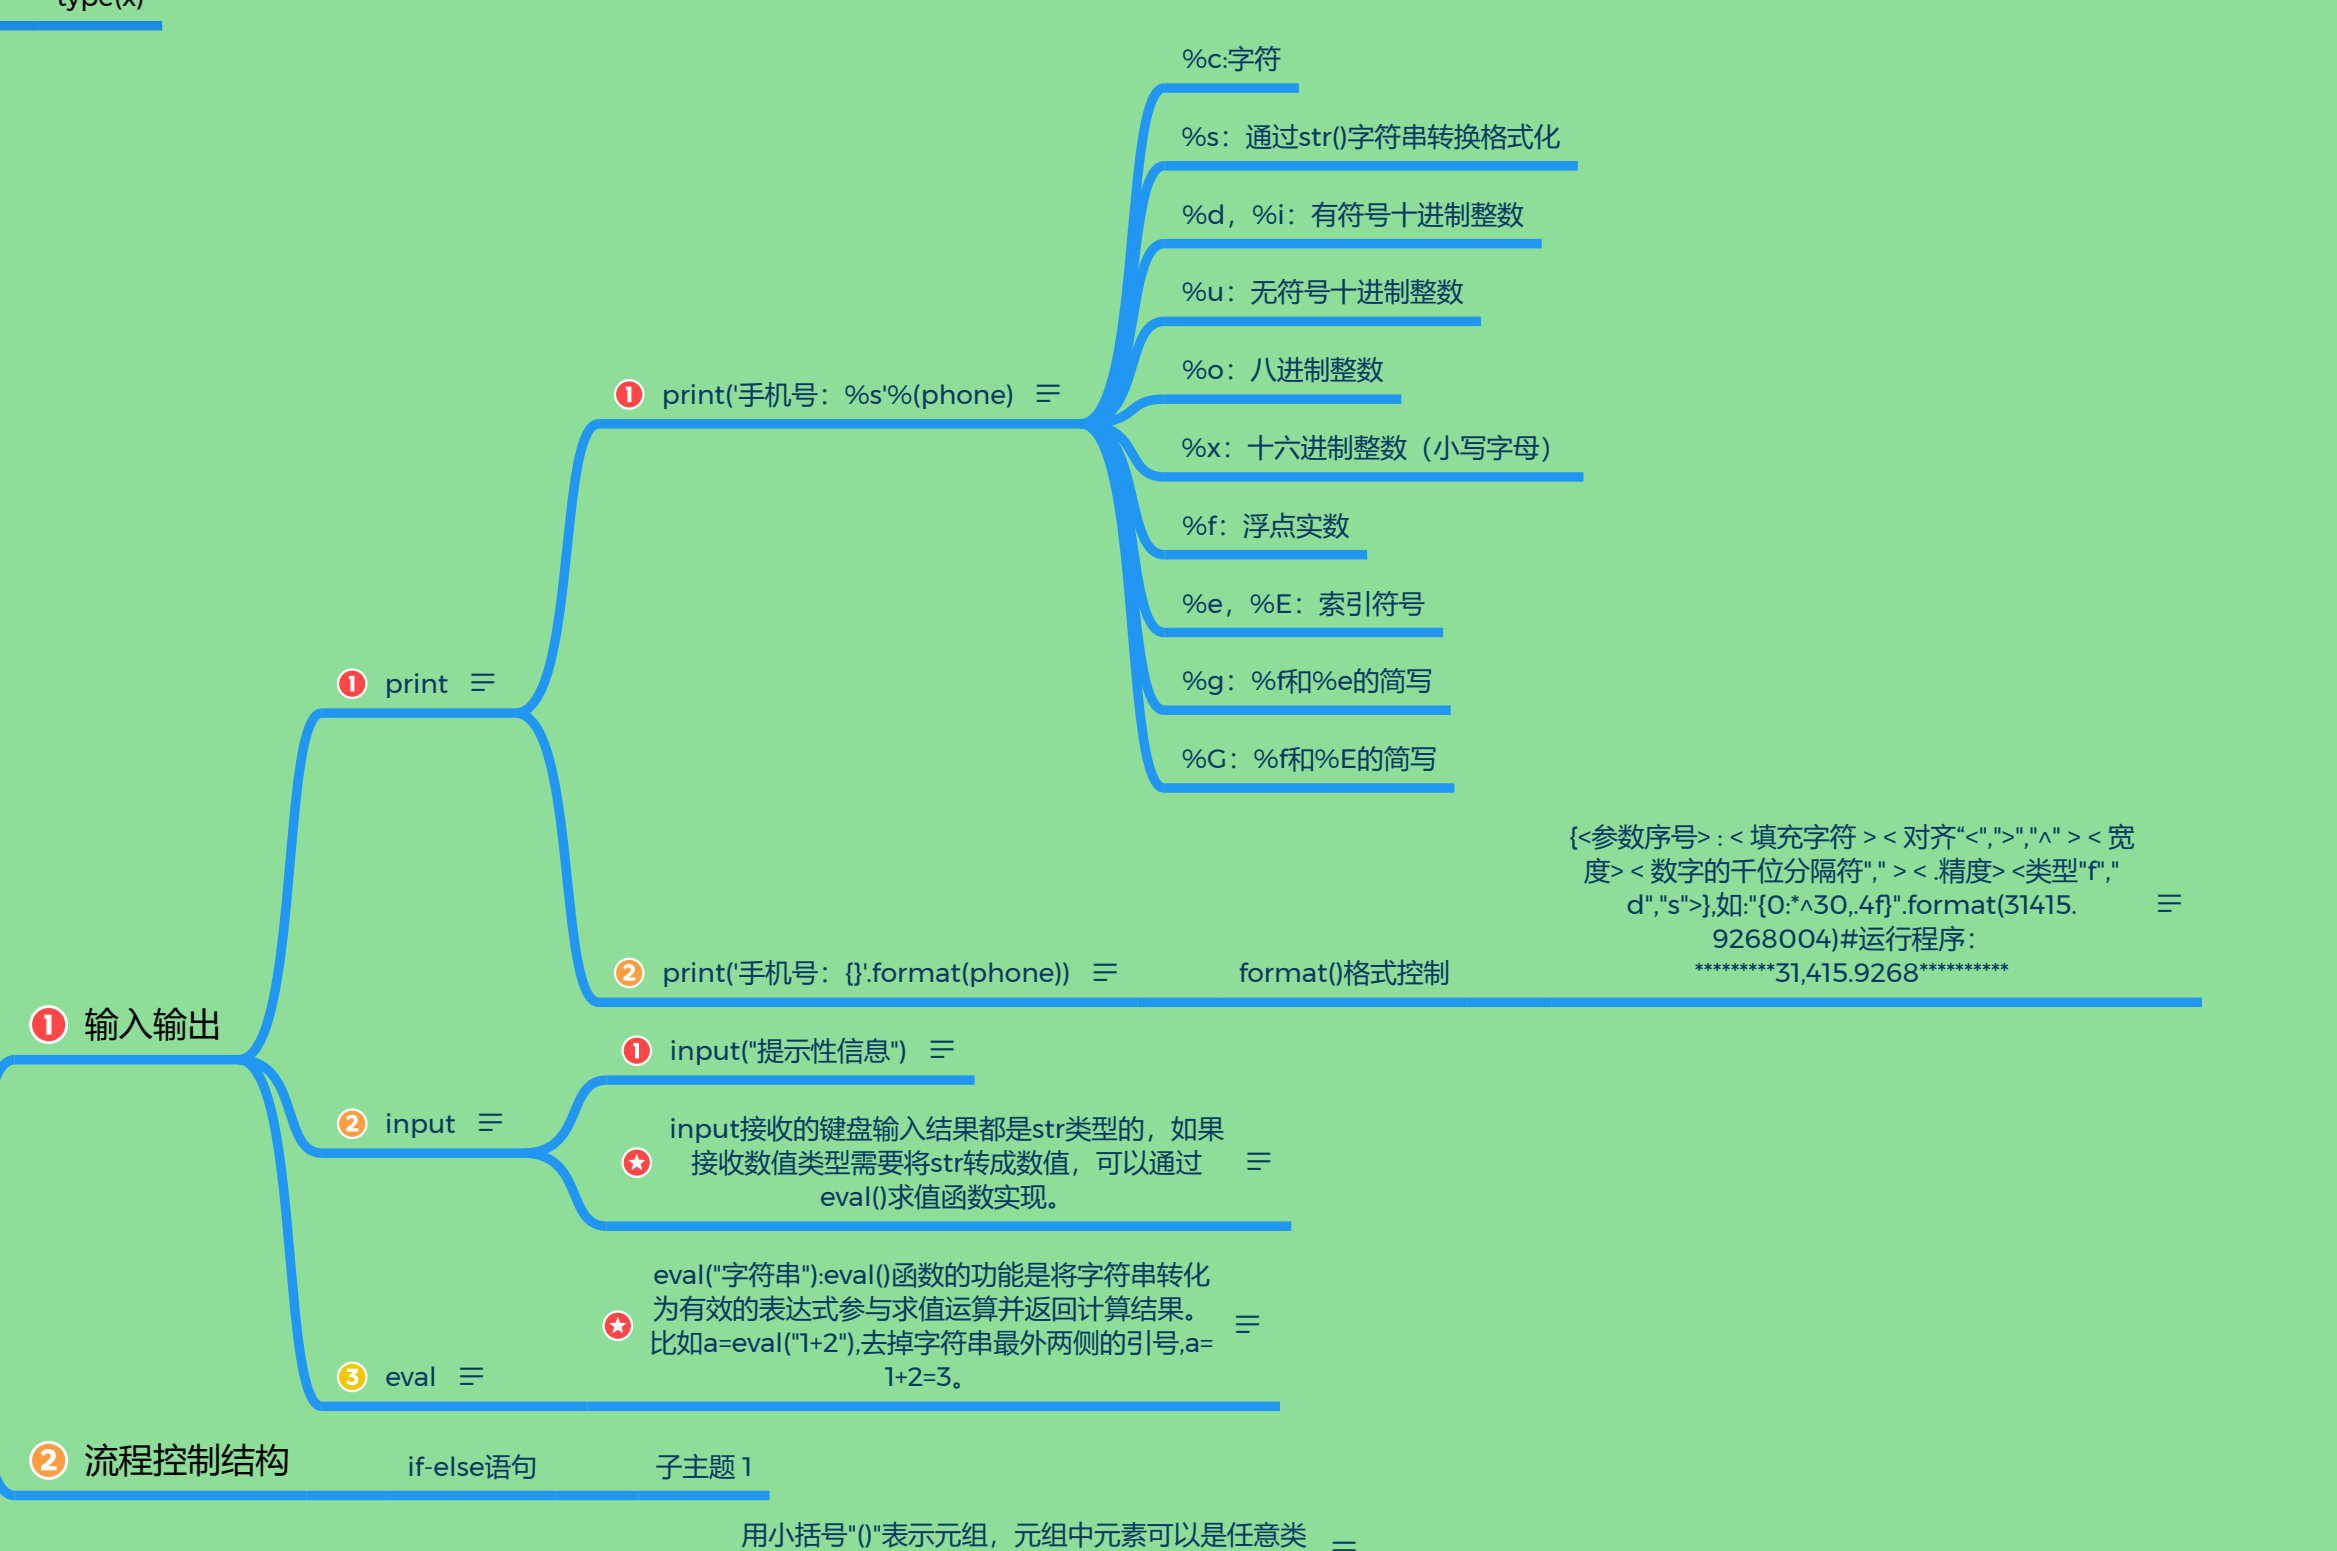 type(x)
%c:字符
%s：通过str()字符串转换格式化
%d，%i：有符号十进制整数
%u：无符号十进制整数
%o：八进制整数
1 print('手机号：%s'%(phone)
%x：十六进制整数（小写字母）
%f：浮点实数
%e，%E：索引符号
%g：%f和%e的简写
%G：%f和%E的简写
1 print
2 print('手机号：{}'.format(phone))
format()格式控制
{<参数序号> : < 填充字符 > < 对齐“<",">","^" > < 宽
度> < 数字的千位分隔符"," > < .精度> <类型"f","
d","s">},如:"{0:*^30,.4f}".format(31415.
9268004)#运行程序：
*********31,415.9268**********
1 输入输出
1 input("提示性信息")
2 input
input接收的键盘输入结果都是str类型的，如果
接收数值类型需要将str转成数值，可以通过
eval()求值函数实现。
eval("字符串"):eval()函数的功能是将字符串转化
为有效的表达式参与求值运算并返回计算结果。
比如a=eval("1+2"),去掉字符串最外两侧的引号,a=
1+2=3。
3 eval
2 流程控制结构
if-else语句
子主题 1
用小括号"()"表示元组，元组中元素可以是任意类